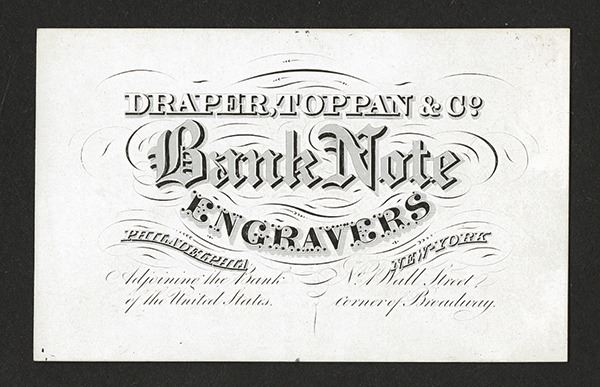 DRAPER, TOPPAN & Co.
Bank Note
ENGRAVERS
PHILADELPHIA,
Adjoining the Bank
of the United States.
NEW-YORK
No. 1 Wall Street,
corner of Broadway.